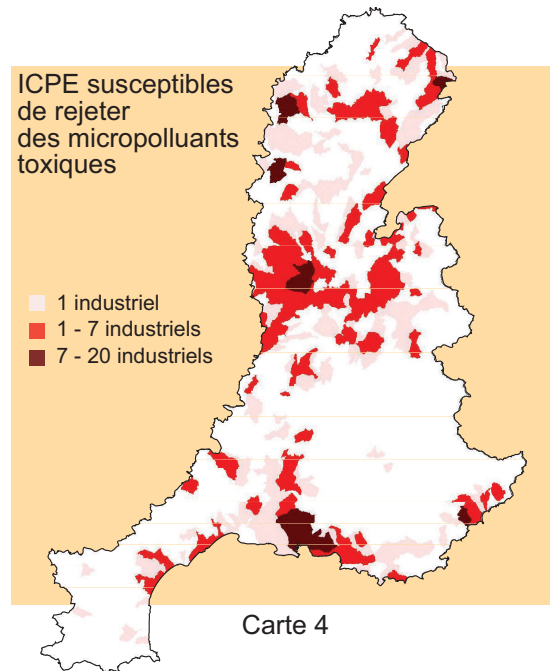 ICPE susceptibles
de rejeter
des micropolluants
toxiques
1 industriel
1 - 7 industriels
7 - 20 industriels
Carte 4